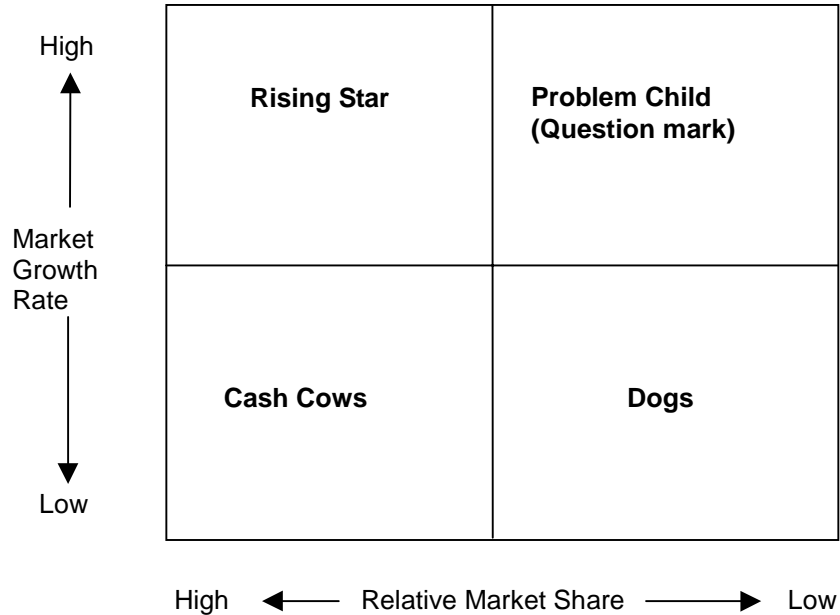 High
Rising Star
Problem Child
(Question mark)
Market
Growth
Rate
Cash Cows
Dogs
Low
High
Relative Market Share
Low